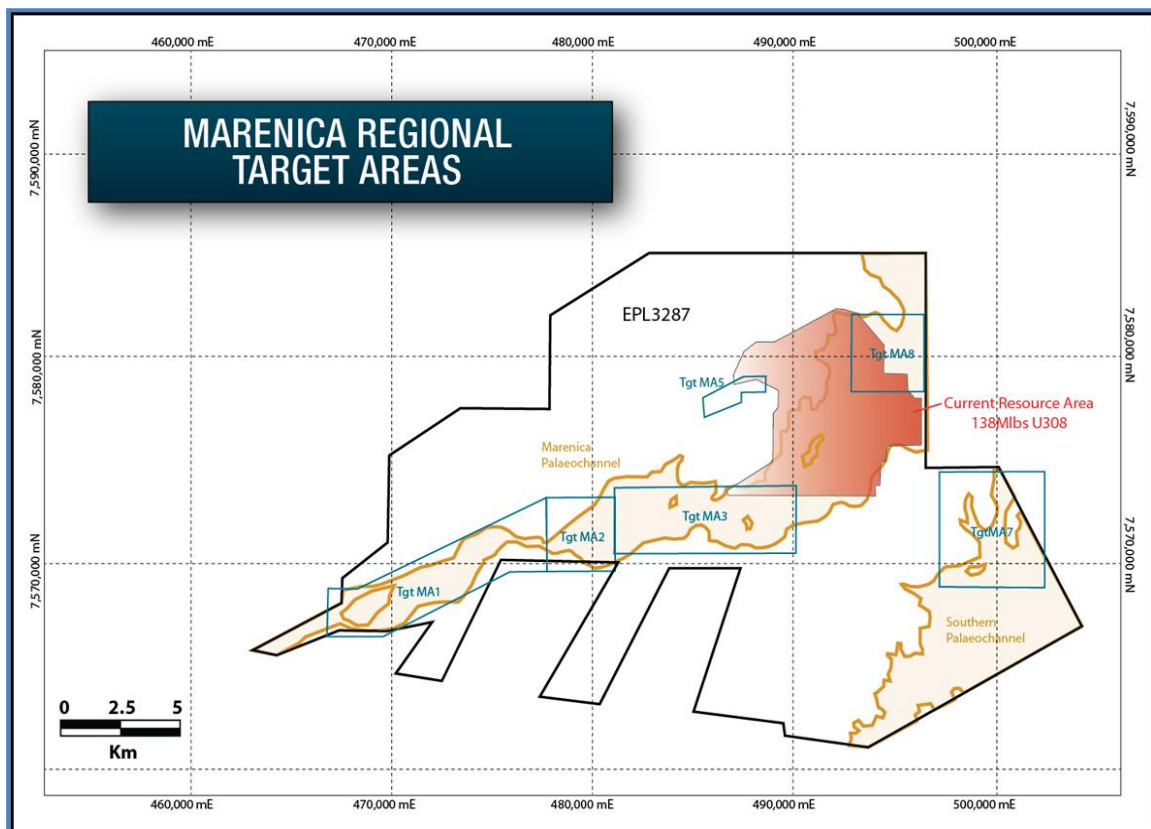 460,000 mE
470,000 mE
480,000 mE
490,000 mE
500,000 mE
MARENICA REGIONAL
TARGET AREAS
7,590,000 mN
7,590,0000 mN
EPL3287
7,580,000 mN
7,580,000 mN
Tgt MA8
Tgt MA5
Current Resource Area
138Mlbs U308
Marenica
Palaeochannel
Tgt MA3
Tgt MA2
TgtMA7
7,570,000 mN
7,570,000 mN
Tgt MA1
Southern
Palaeochannel
0 2.5 5
Km
460,000 mE
470,000 mE
480,000 mE
490,000 mE
500,000 mE